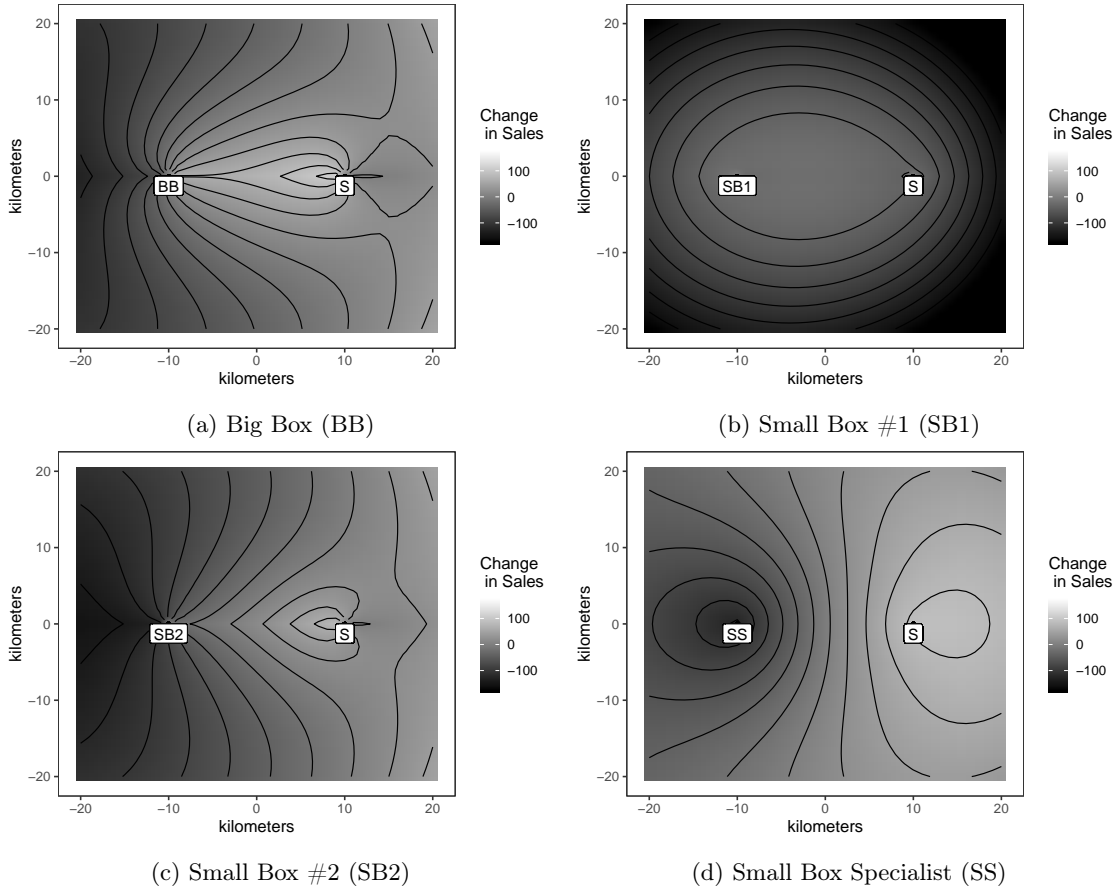 20
10
0
−10
−20
kilometers
BB
S
−20
−10
0
10
20
kilometers
Change
in Sales
100
0
−100
(a) Big Box (BB)
20
10
0
−10
−20
kilometers
SB1
S
−20
−10
0
10
20
kilometers
Change
in Sales
100
0
−100
(b) Small Box #1 (SB1)
20
10
0
−10
−20
kilometers
SB2
S
−20
−10
0
10
20
kilometers
Change
in Sales
100
0
−100
(c) Small Box #2 (SB2)
20
10
0
−10
−20
kilometers
SS
S
−20
−10
0
10
20
kilometers
Change
in Sales
100
0
−100
(d) Small Box Specialist (SS)